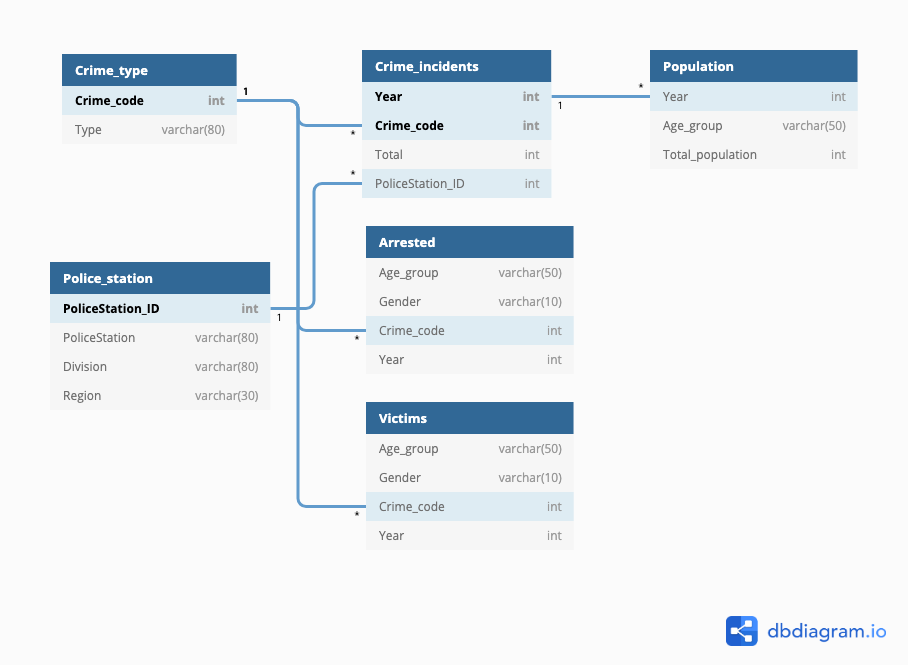 Crime_type
Crime_code int
Type varchar(80)
1
*
*
Crime_incidents
Year int
Crime_code int
Total int
PoliceStation_ID int
1
*
Population
Year int
Age_group varchar(50)
Total_population int
Police_station
PoliceStation_ID int
PoliceStation varchar(80)
Division varchar(80)
Region varchar(30)
1
*
Arrested
Age_group varchar(50)
Gender varchar(10)
Crime_code int
Year int
*
Victims
Age_group varchar(50)
Gender varchar(10)
Crime_code int
Year int
dbdiagram.io